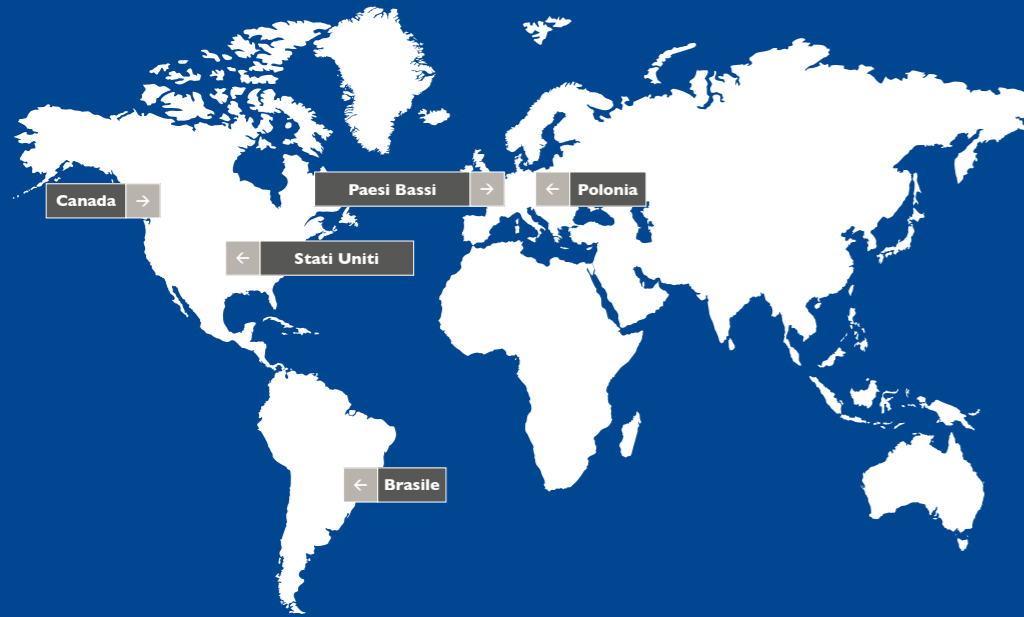 Paesi Bassi →
← Polonia
Canada →
← Stati Uniti
← Brasile